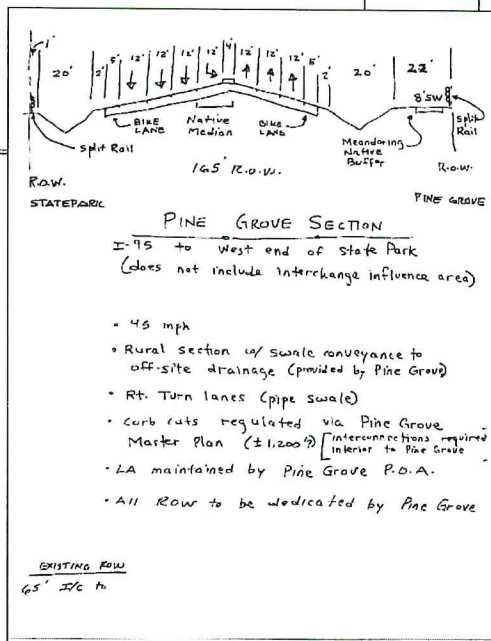 1'
20' 2' 5' 12' 12' 12' 12' 4' 12' 12' 12' 5' 2' 20' 22'
8' SW
BIKE LANE
Native Median
BIKE LANE
Split Rail
Meandering Native Buffer
Split Rail
165' R.O.W.
R.O.W.
R.O.W.
STATE PARK
PINE GROVE
PINE GROVE SECTION
I-95 to West end of State Park
(does not include interchange influence area)
• 45 mph
• Rural section w/ swale conveyance to
off-site drainage (provided by Pine Grove)
• Rt. Turn lanes (pipe swale)
• Curb cuts regulated via Pine Grove
Master Plan (± 1,200'?) [interconnections required
interior to Pine Grove
• LA maintained by Pine Grove P.O.A.
• All ROW to be dedicated by Pine Grove
EXISTING ROW
65' I/C to